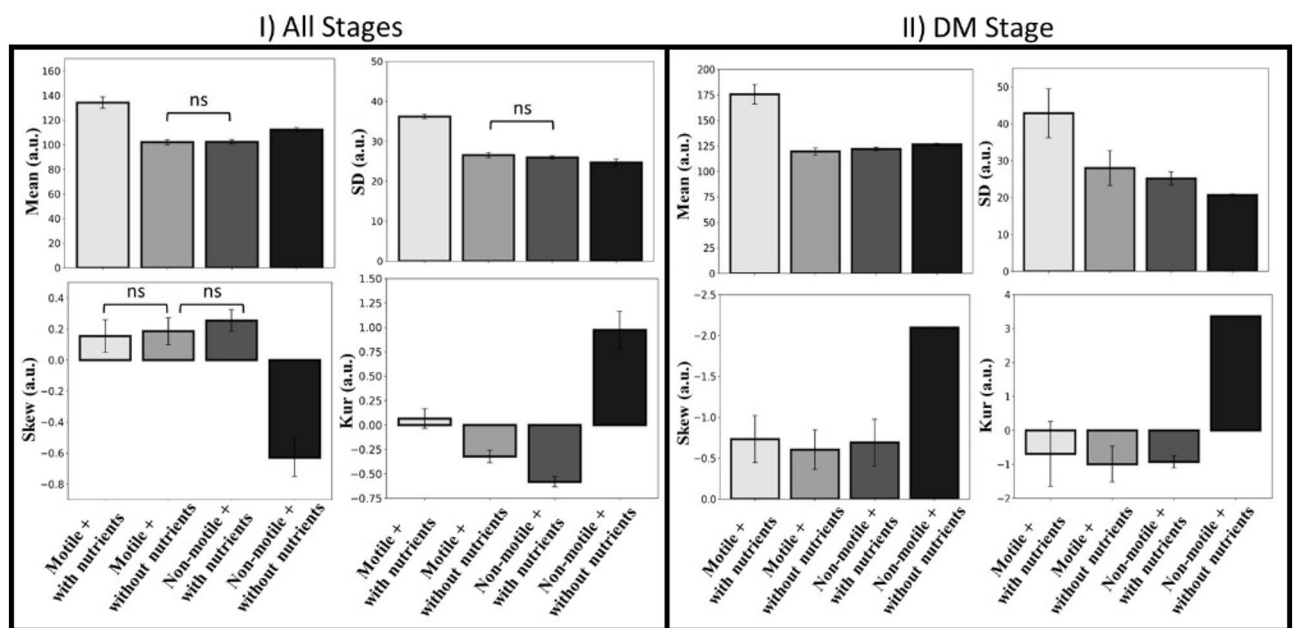 I) All Stages
II) DM Stage
Mean (a.u.)
160
140
120
100
80
60
40
20
0
ns
SD (a.u.)
50
40
30
20
10
0
ns
Mean (a.u.)
200
175
150
125
100
75
50
25
0
SD (a.u.)
50
40
30
20
10
0
Skew (a.u.)
0.4
0.2
0.0
−0.2
−0.4
−0.6
−0.8
ns
ns
Motile +
with nutrients
Motile +
without nutrients
Non-motile +
with nutrients
Non-motile +
without nutrients
Kur (a.u.)
1.50
1.25
1.00
0.75
0.50
0.25
0.00
−0.25
−0.50
−0.75
Motile +
with nutrients
Motile +
without nutrients
Non-motile +
with nutrients
Non-motile +
without nutrients
Skew (a.u.)
−2.5
−2.0
−1.5
−1.0
−0.5
0.0
Motile +
with nutrients
Motile +
without nutrients
Non-motile +
with nutrients
Non-motile +
without nutrients
Kur (a.u.)
4
3
2
1
0
−1
−2
Motile +
with nutrients
Motile +
without nutrients
Non-motile +
with nutrients
Non-motile +
without nutrients